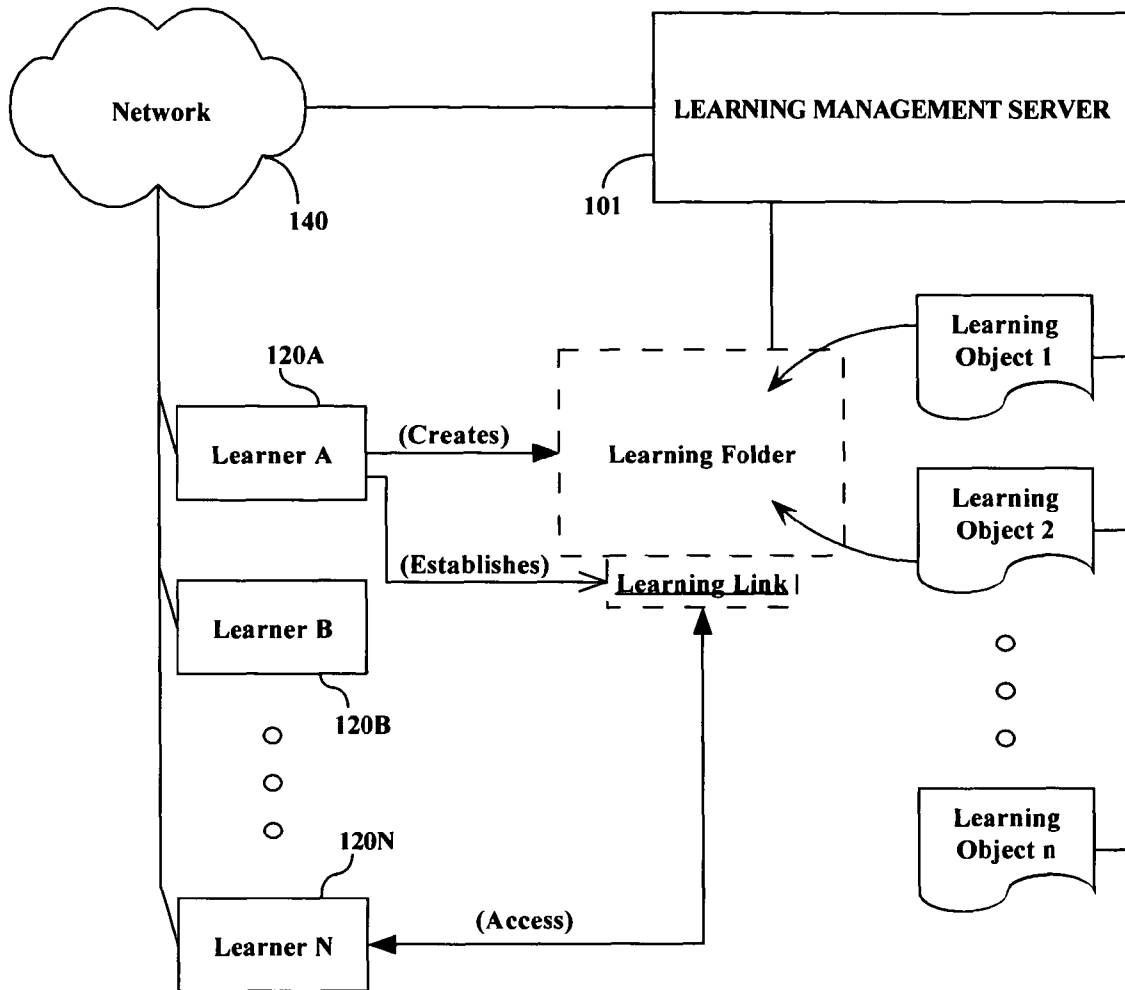 Network
LEARNING MANAGEMENT SERVER
140
101
Learning
Object 1
120A
Learner A
(Creates)
Learning Folder
Learning
Object 2
(Establishes)
Learning Link
Learner B
120B
120N
Learning
Object n
Learner N
(Access)